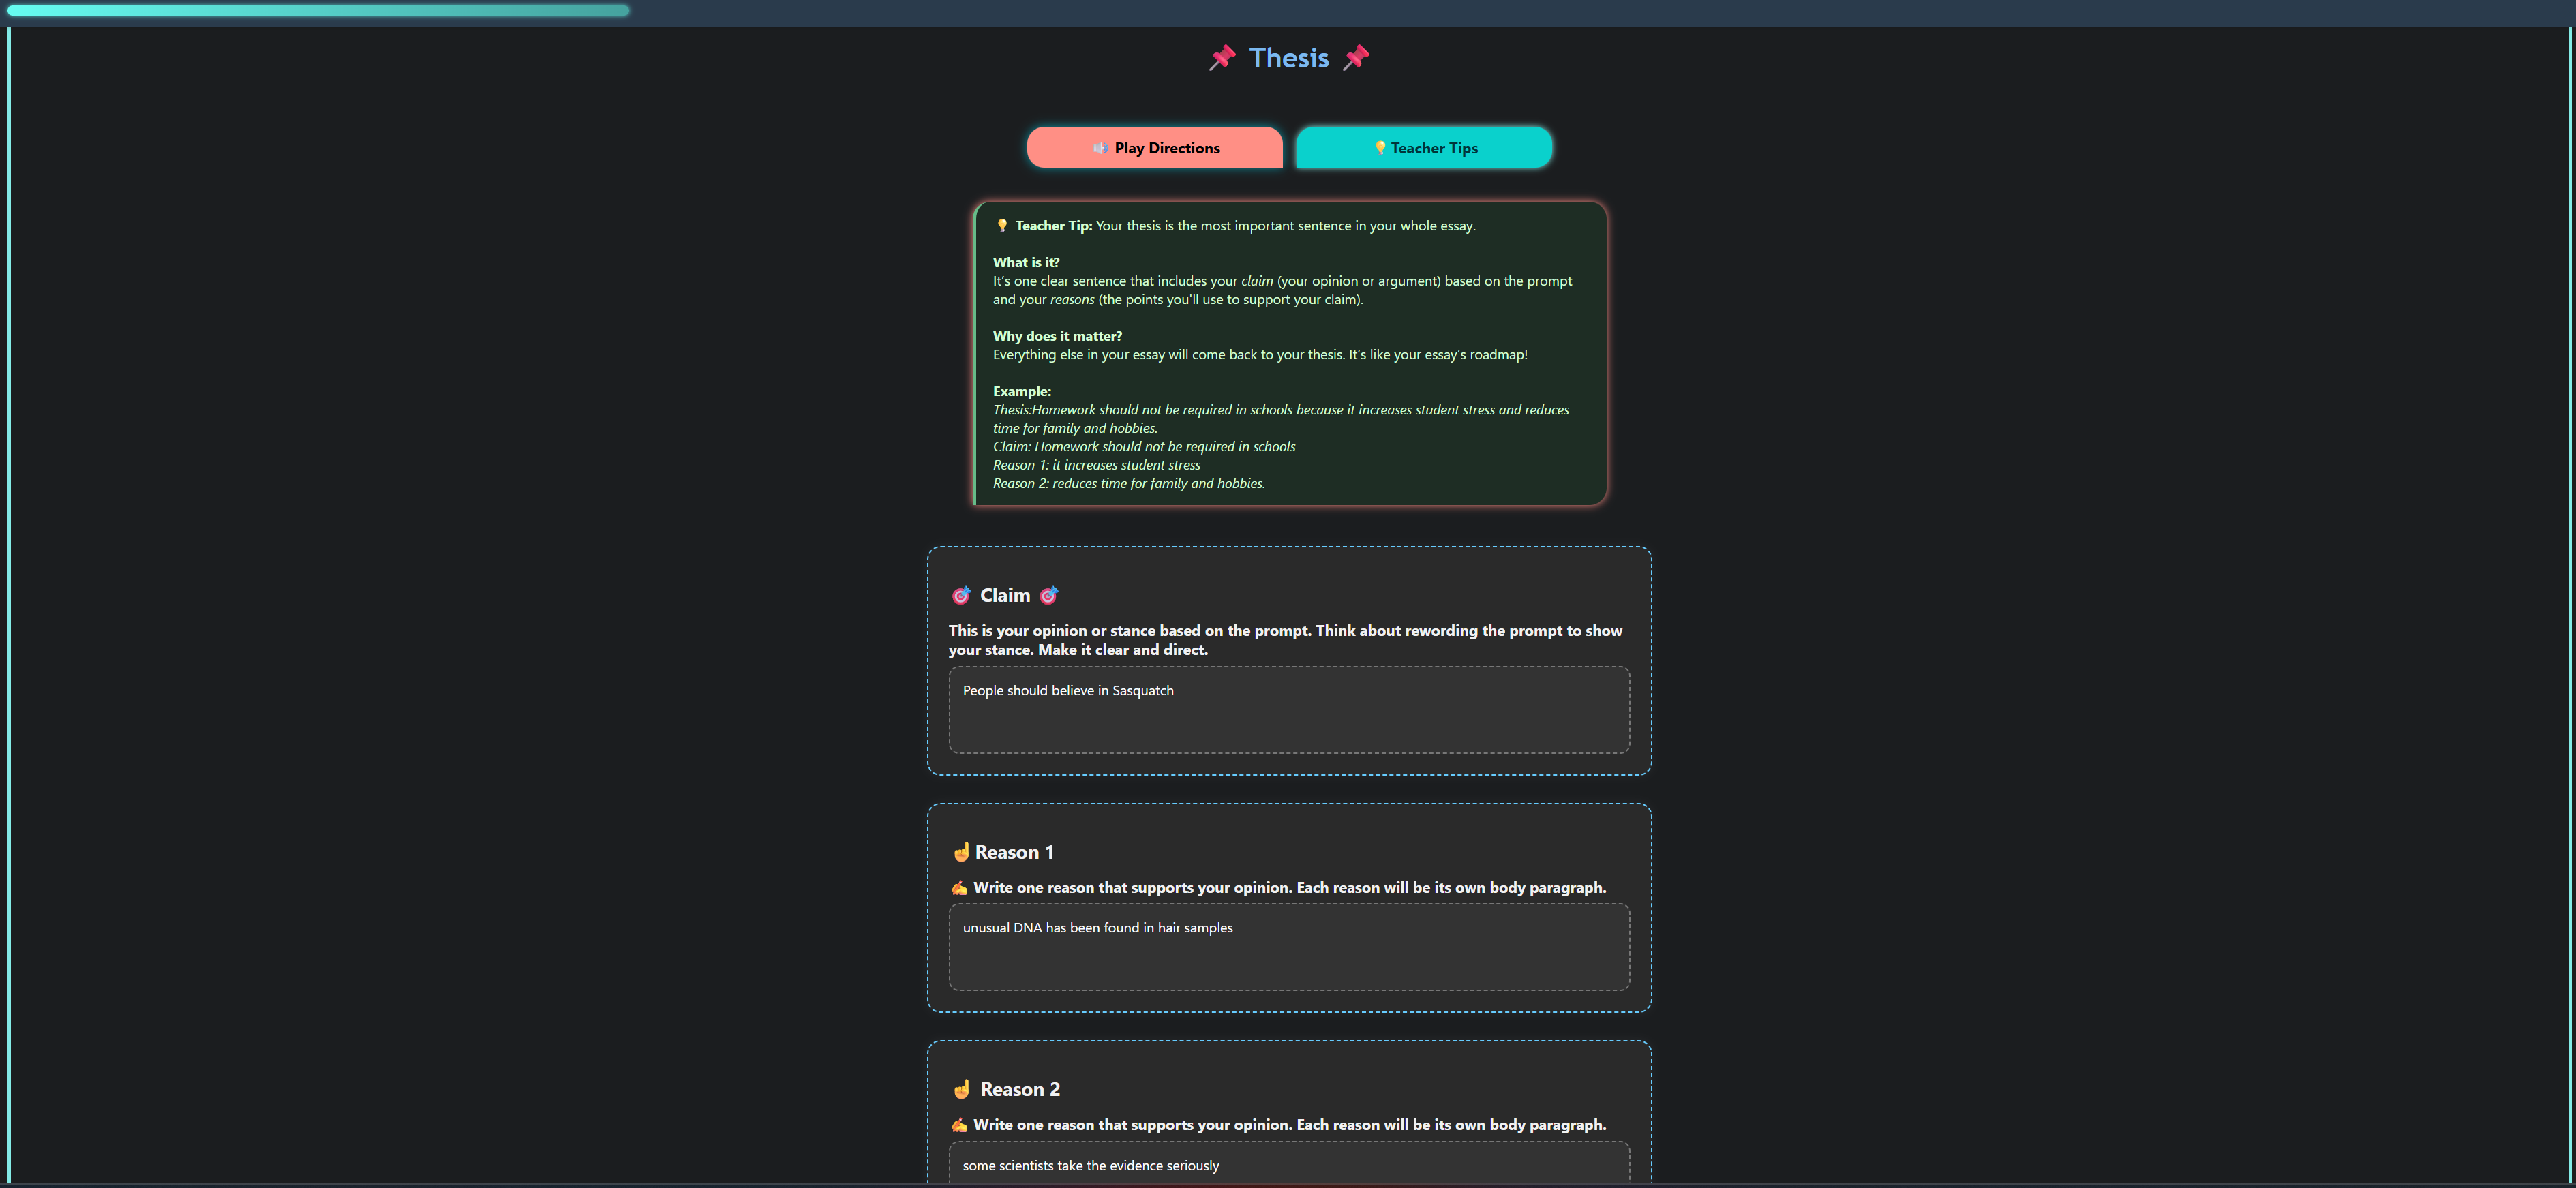 📌 Thesis 📌
🔊 Play Directions
💡Teacher Tips
💡 Teacher Tip: Your thesis is the most important sentence in your whole essay.
What is it?
It's one clear sentence that includes your claim (your opinion or argument) based on the prompt
and your reasons (the points you'll use to support your claim).
Why does it matter?
Everything else in your essay will come back to your thesis. It's like your essay's roadmap!
Example:
Thesis:Homework should not be required in schools because it increases student stress and reduces
time for family and hobbies.
Claim: Homework should not be required in schools
Reason 1: it increases student stress
Reason 2: reduces time for family and hobbies.
🎯 Claim 🎯
This is your opinion or stance based on the prompt. Think about rewording the prompt to show
your stance. Make it clear and direct.
People should believe in Sasquatch
☝️Reason 1
✍️ Write one reason that supports your opinion. Each reason will be its own body paragraph.
unusual DNA has been found in hair samples
☝️ Reason 2
✍️ Write one reason that supports your opinion. Each reason will be its own body paragraph.
some scientists take the evidence seriously